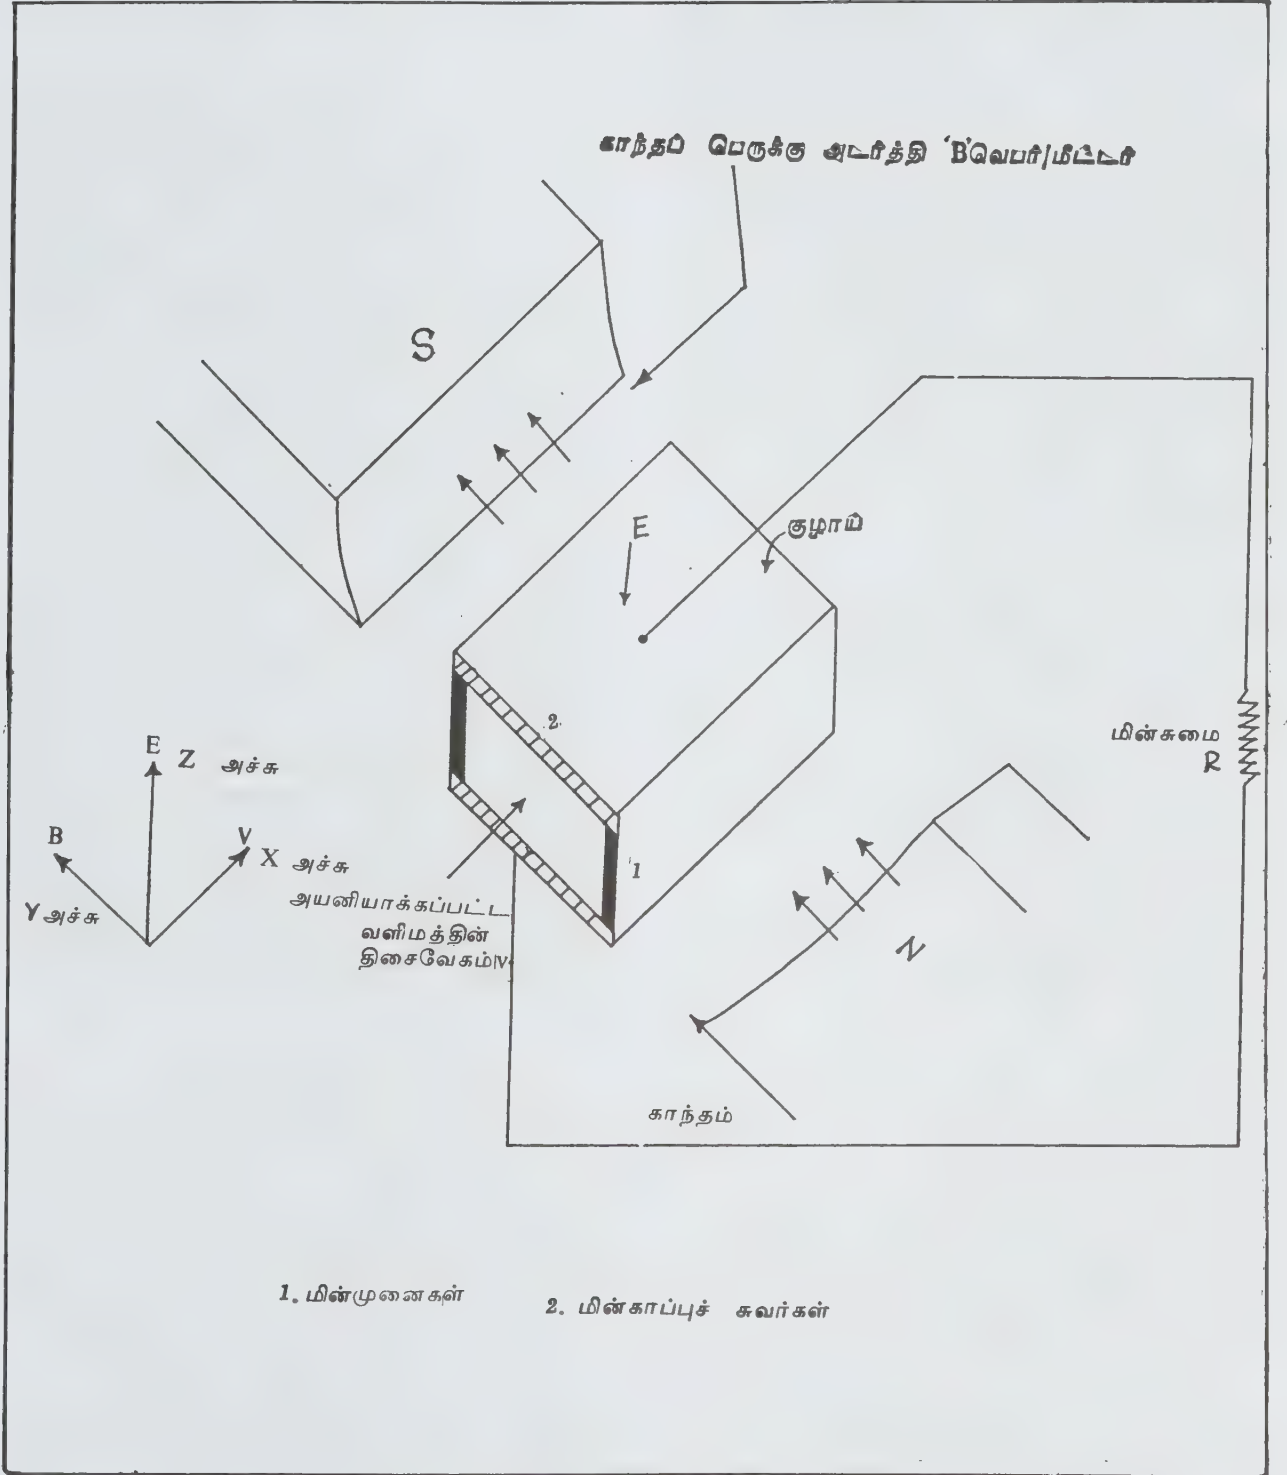 காந்தப் பெருக்கு அடர்த்தி 'B'வெபர்/மீட்டர்
S
E
குழாய்
2
மின்சுமை
R
E Z அச்சு
B
V
X அச்சு
Y அச்சு
1
அயனியாக்கப்பட்ட
வளிமத்தின்
திசைவேகம் V
N
காந்தம்
1. மின்முனைகள்
2. மின்காப்புச் சுவர்கள்